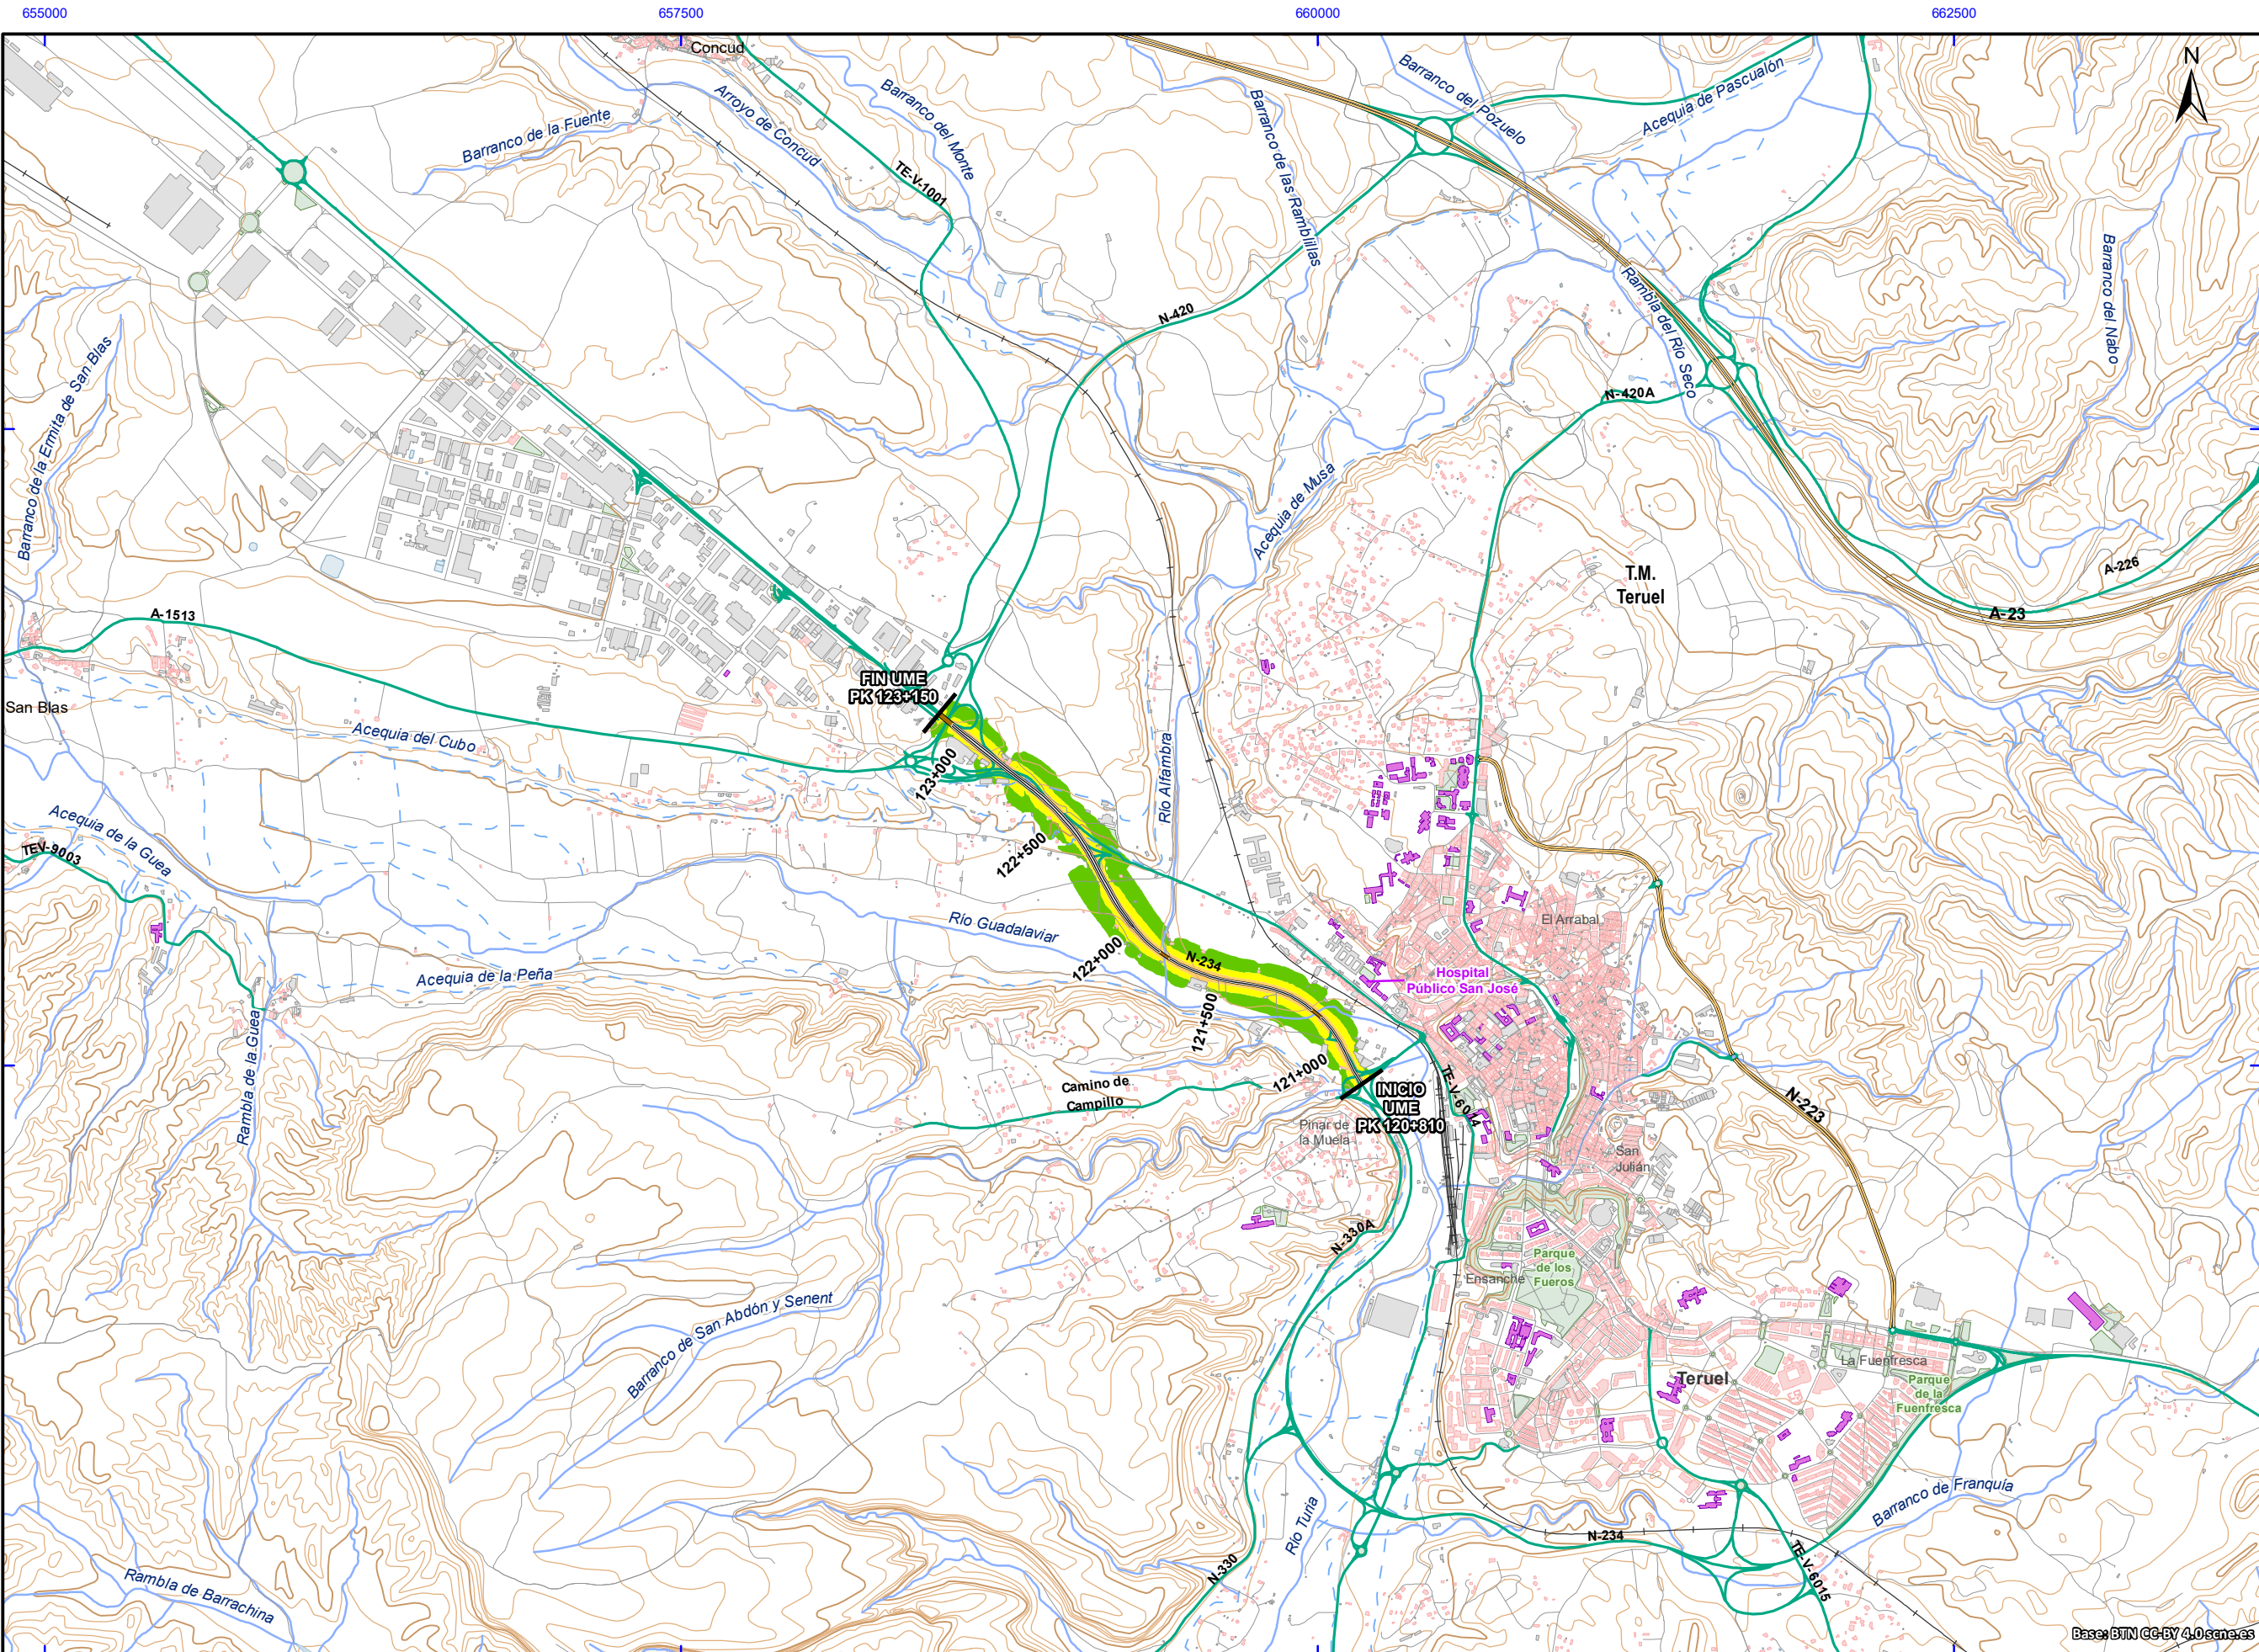 655000
657500
660000
662500
Concud
N
Barranco del Pozuelo
Acequia de Pascualón
Barranco de la Fuente
Arroyo de Concud
Barranco del Monte
Barranco de las Ramblillas
TE-V-1001
N-420
Rambla del Río Seco
Barranco del Nabo
Barranco de la Ermita de San Blas
N-420A
Acequia de Musa
T.M.
Teruel
A-226
A-23
A-1513
San Blas
FIN UME
PK 123+150
Acequia del Cubo
123+000
Río Alfambra
Acequia de la Guea
TEV-9003
122+500
El Arrabal
Río Guadalaviar
122+000
N-234
Hospital
Público San José
Acequia de la Peña
121+500
Rambla de la Guea
121+000
Camino de
Campillo
INICIO
UME
PK 120+810
TE-V-6014
N-223
Pinar de
la Muela
San
Julián
N-330A
Parque
de los
Fueros
Ensanche
Barranco de San Abdón y Senent
La Fuenfresca
Teruel
Parque
de la
Fuenfresca
Barranco de Franquía
Río Turia
N-234
N-330
TE-V-6015
Rambla de Barrachina
Base: BTN CC-BY 4.0 scne.es